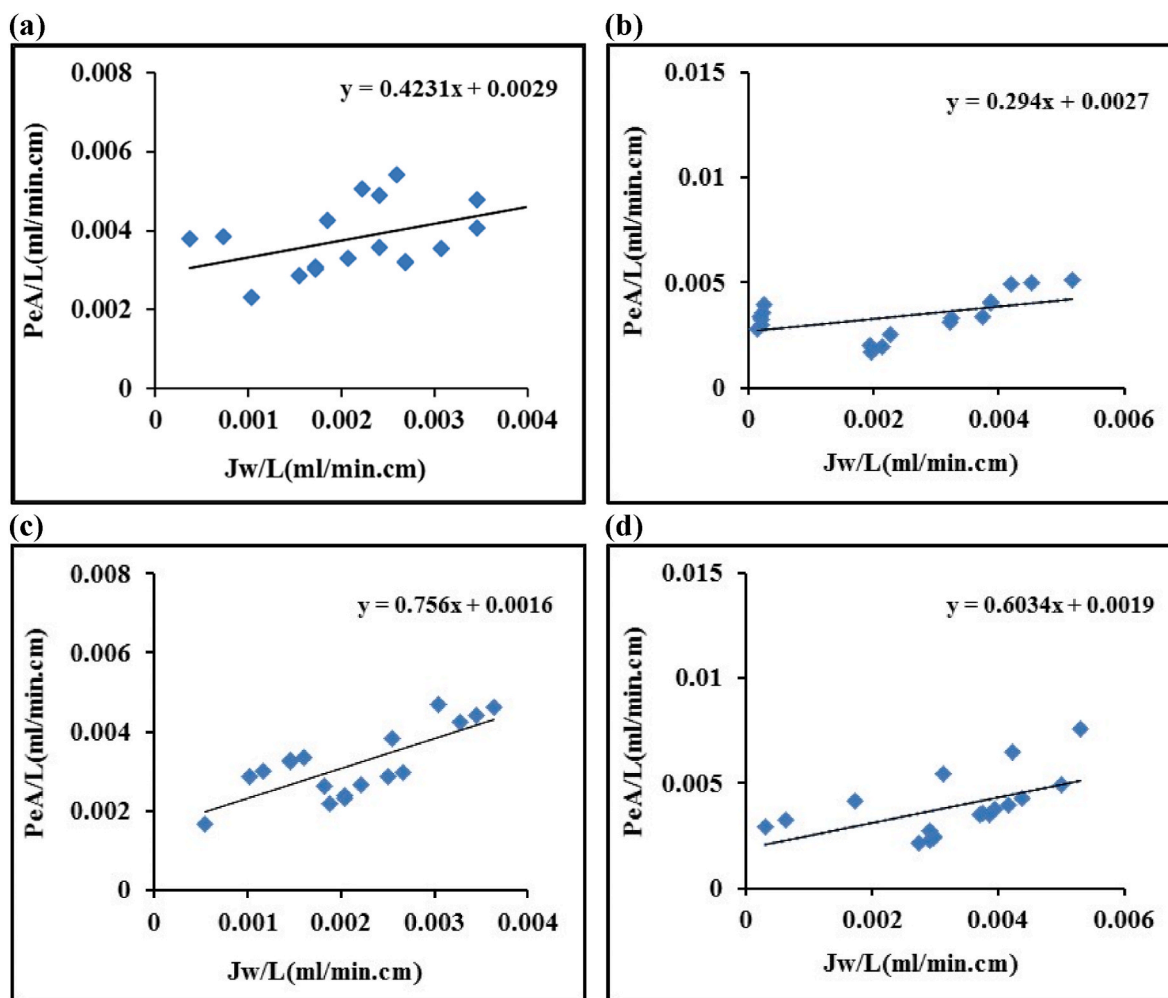 (a)
0.008
0.006
0.004
0.002
0
0 0.001 0.002 0.003 0.004
PeA/L(ml/min.cm)
y = 0.4231x + 0.0029
Jw/L(ml/min.cm)
(b)
0.015
0.01
0.005
0
0 0.002 0.004 0.006
PeA/L(ml/min.cm)
y = 0.294x + 0.0027
Jw/L(ml/min.cm)
(c)
0.008
0.006
0.004
0.002
0
0 0.001 0.002 0.003 0.004
PeA/L(ml/min.cm)
y = 0.756x + 0.0016
Jw/L(ml/min.cm)
(d)
0.015
0.01
0.005
0
0 0.002 0.004 0.006
PeA/L(ml/min.cm)
y = 0.6034x + 0.0019
Jw/L(ml/min.cm)